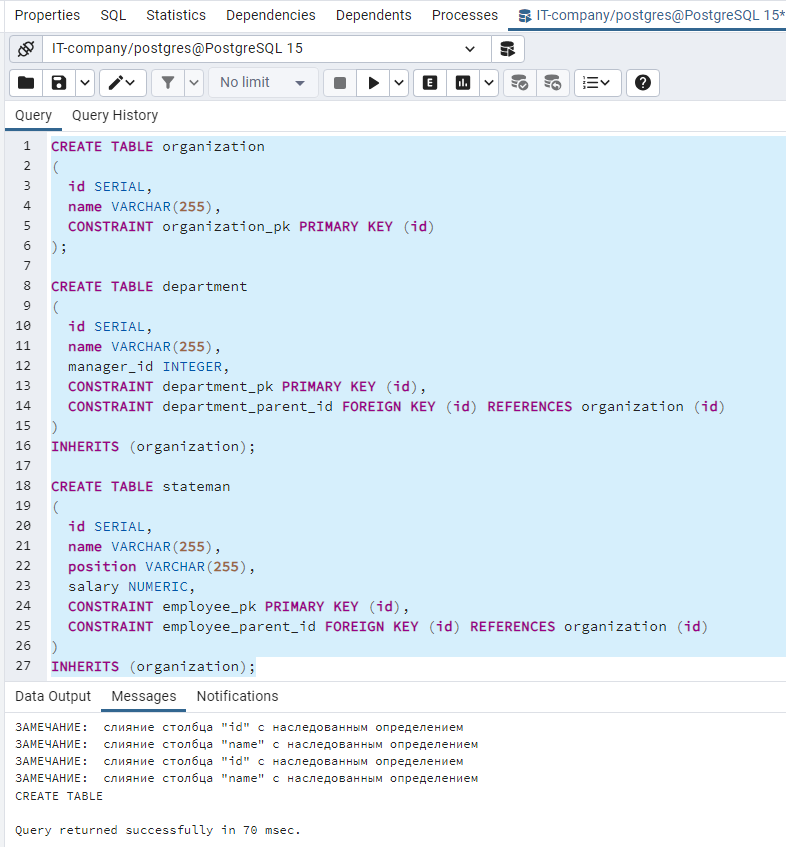 Properties SQL Statistics Dependencies Dependents Processes IT-company/postgres@PostgreSQL 15*
IT-company/postgres@PostgreSQL 15
No limit
E
Query Query History
1 CREATE TABLE organization
2 (
3 id SERIAL,
4 name VARCHAR(255),
5 CONSTRAINT organization_pk PRIMARY KEY (id)
6 );
7
8 CREATE TABLE department
9 (
10 id SERIAL,
11 name VARCHAR(255),
12 manager_id INTEGER,
13 CONSTRAINT department_pk PRIMARY KEY (id),
14 CONSTRAINT department_parent_id FOREIGN KEY (id) REFERENCES organization (id)
15 )
16 INHERITS (organization);
17
18 CREATE TABLE stateman
19 (
20 id SERIAL,
21 name VARCHAR(255),
22 position VARCHAR(255),
23 salary NUMERIC,
24 CONSTRAINT employee_pk PRIMARY KEY (id),
25 CONSTRAINT employee_parent_id FOREIGN KEY (id) REFERENCES organization (id)
26 )
27 INHERITS (organization);
Data Output Messages Notifications
ЗАМЕЧАНИЕ: слияние столбца "id" с наследованным определением
ЗАМЕЧАНИЕ: слияние столбца "name" с наследованным определением
ЗАМЕЧАНИЕ: слияние столбца "id" с наследованным определением
ЗАМЕЧАНИЕ: слияние столбца "name" с наследованным определением
CREATE TABLE
Query returned successfully in 70 msec.